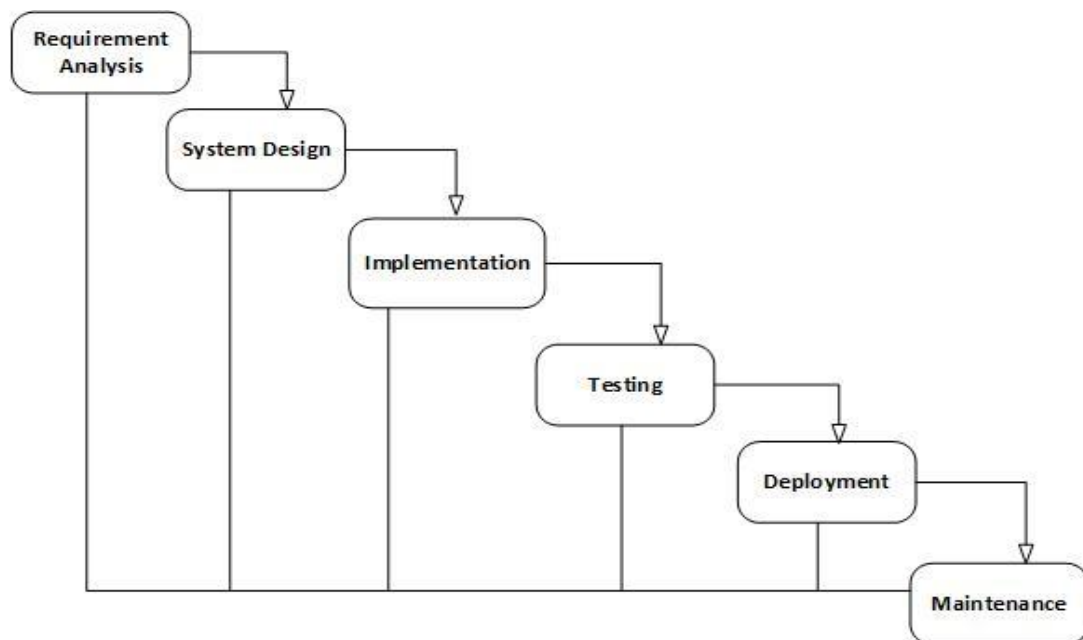 Requirement
Analysis
System Design
Implementation
Testing
Deployment
Maintenance